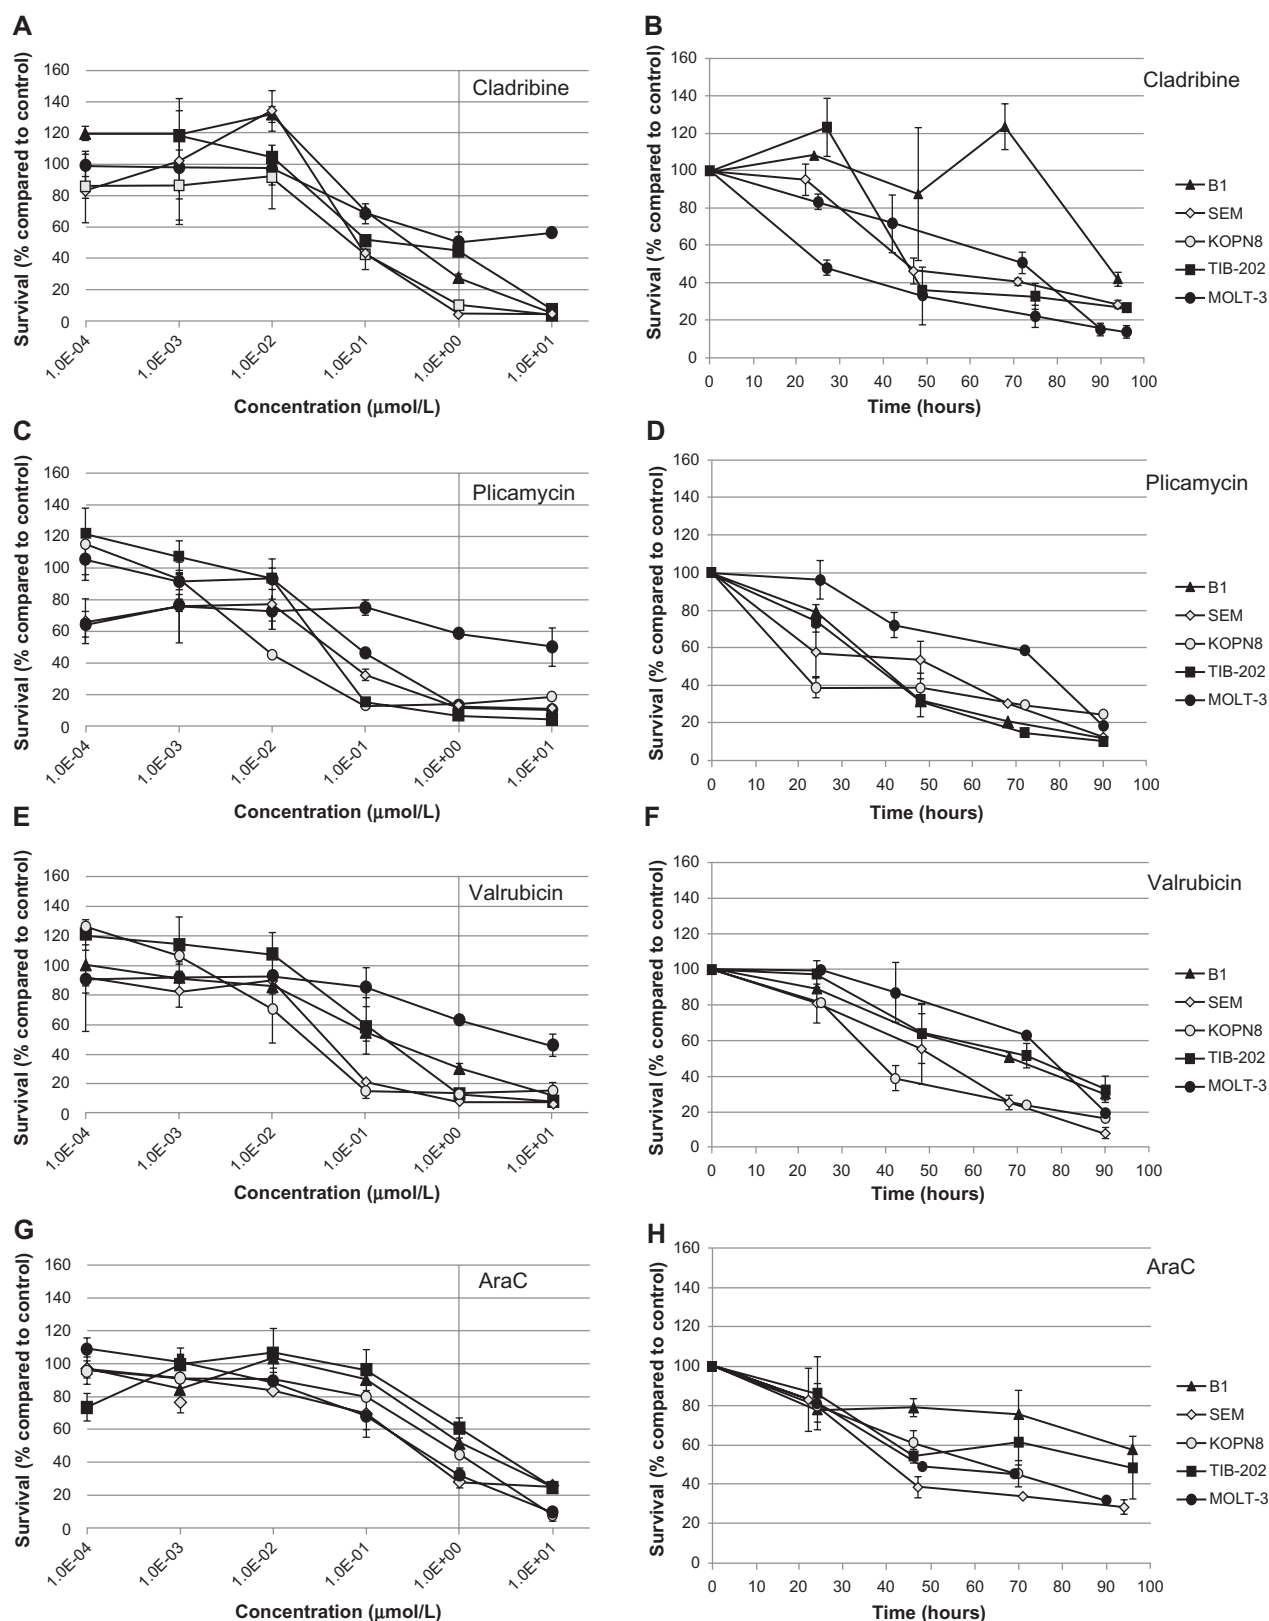 A
Survival (% compared to control)
160
140
120
100
80
60
40
20
0
Cladribine
1.0E-04
1.0E-03
1.0E-02
1.0E-01
1.0E+00
1.0E+01
Concentration (μmol/L)
B
Survival (% compared to control)
160
140
120
100
80
60
40
20
0
Cladribine
0 10 20 30 40 50 60 70 80 90 100
Time (hours)
B1
SEM
KOPN8
TIB-202
MOLT-3
C
Survival (% compared to control)
160
140
120
100
80
60
40
20
0
Plicamycin
1.0E-04
1.0E-03
1.0E-02
1.0E-01
1.0E+00
1.0E+01
Concentration (μmol/L)
D
Survival (% compared to control)
160
140
120
100
80
60
40
20
0
Plicamycin
0 10 20 30 40 50 60 70 80 90 100
Time (hours)
B1
SEM
KOPN8
TIB-202
MOLT-3
E
Survival (% compared to control)
160
140
120
100
80
60
40
20
0
Valrubicin
1.0E-04
1.0E-03
1.0E-02
1.0E-01
1.0E+00
1.0E+01
Concentration (μmol/L)
F
Survival (% compared to control)
160
140
120
100
80
60
40
20
0
Valrubicin
0 10 20 30 40 50 60 70 80 90 100
Time (hours)
B1
SEM
KOPN8
TIB-202
MOLT-3
G
Survival (% compared to control)
160
140
120
100
80
60
40
20
0
AraC
1.0E-04
1.0E-03
1.0E-02
1.0E-01
1.0E+00
1.0E+01
Concentration (μmol/L)
H
Survival (% compared to control)
160
140
120
100
80
60
40
20
0
AraC
0 10 20 30 40 50 60 70 80 90 100
Time (hours)
B1
SEM
KOPN8
TIB-202
MOLT-3